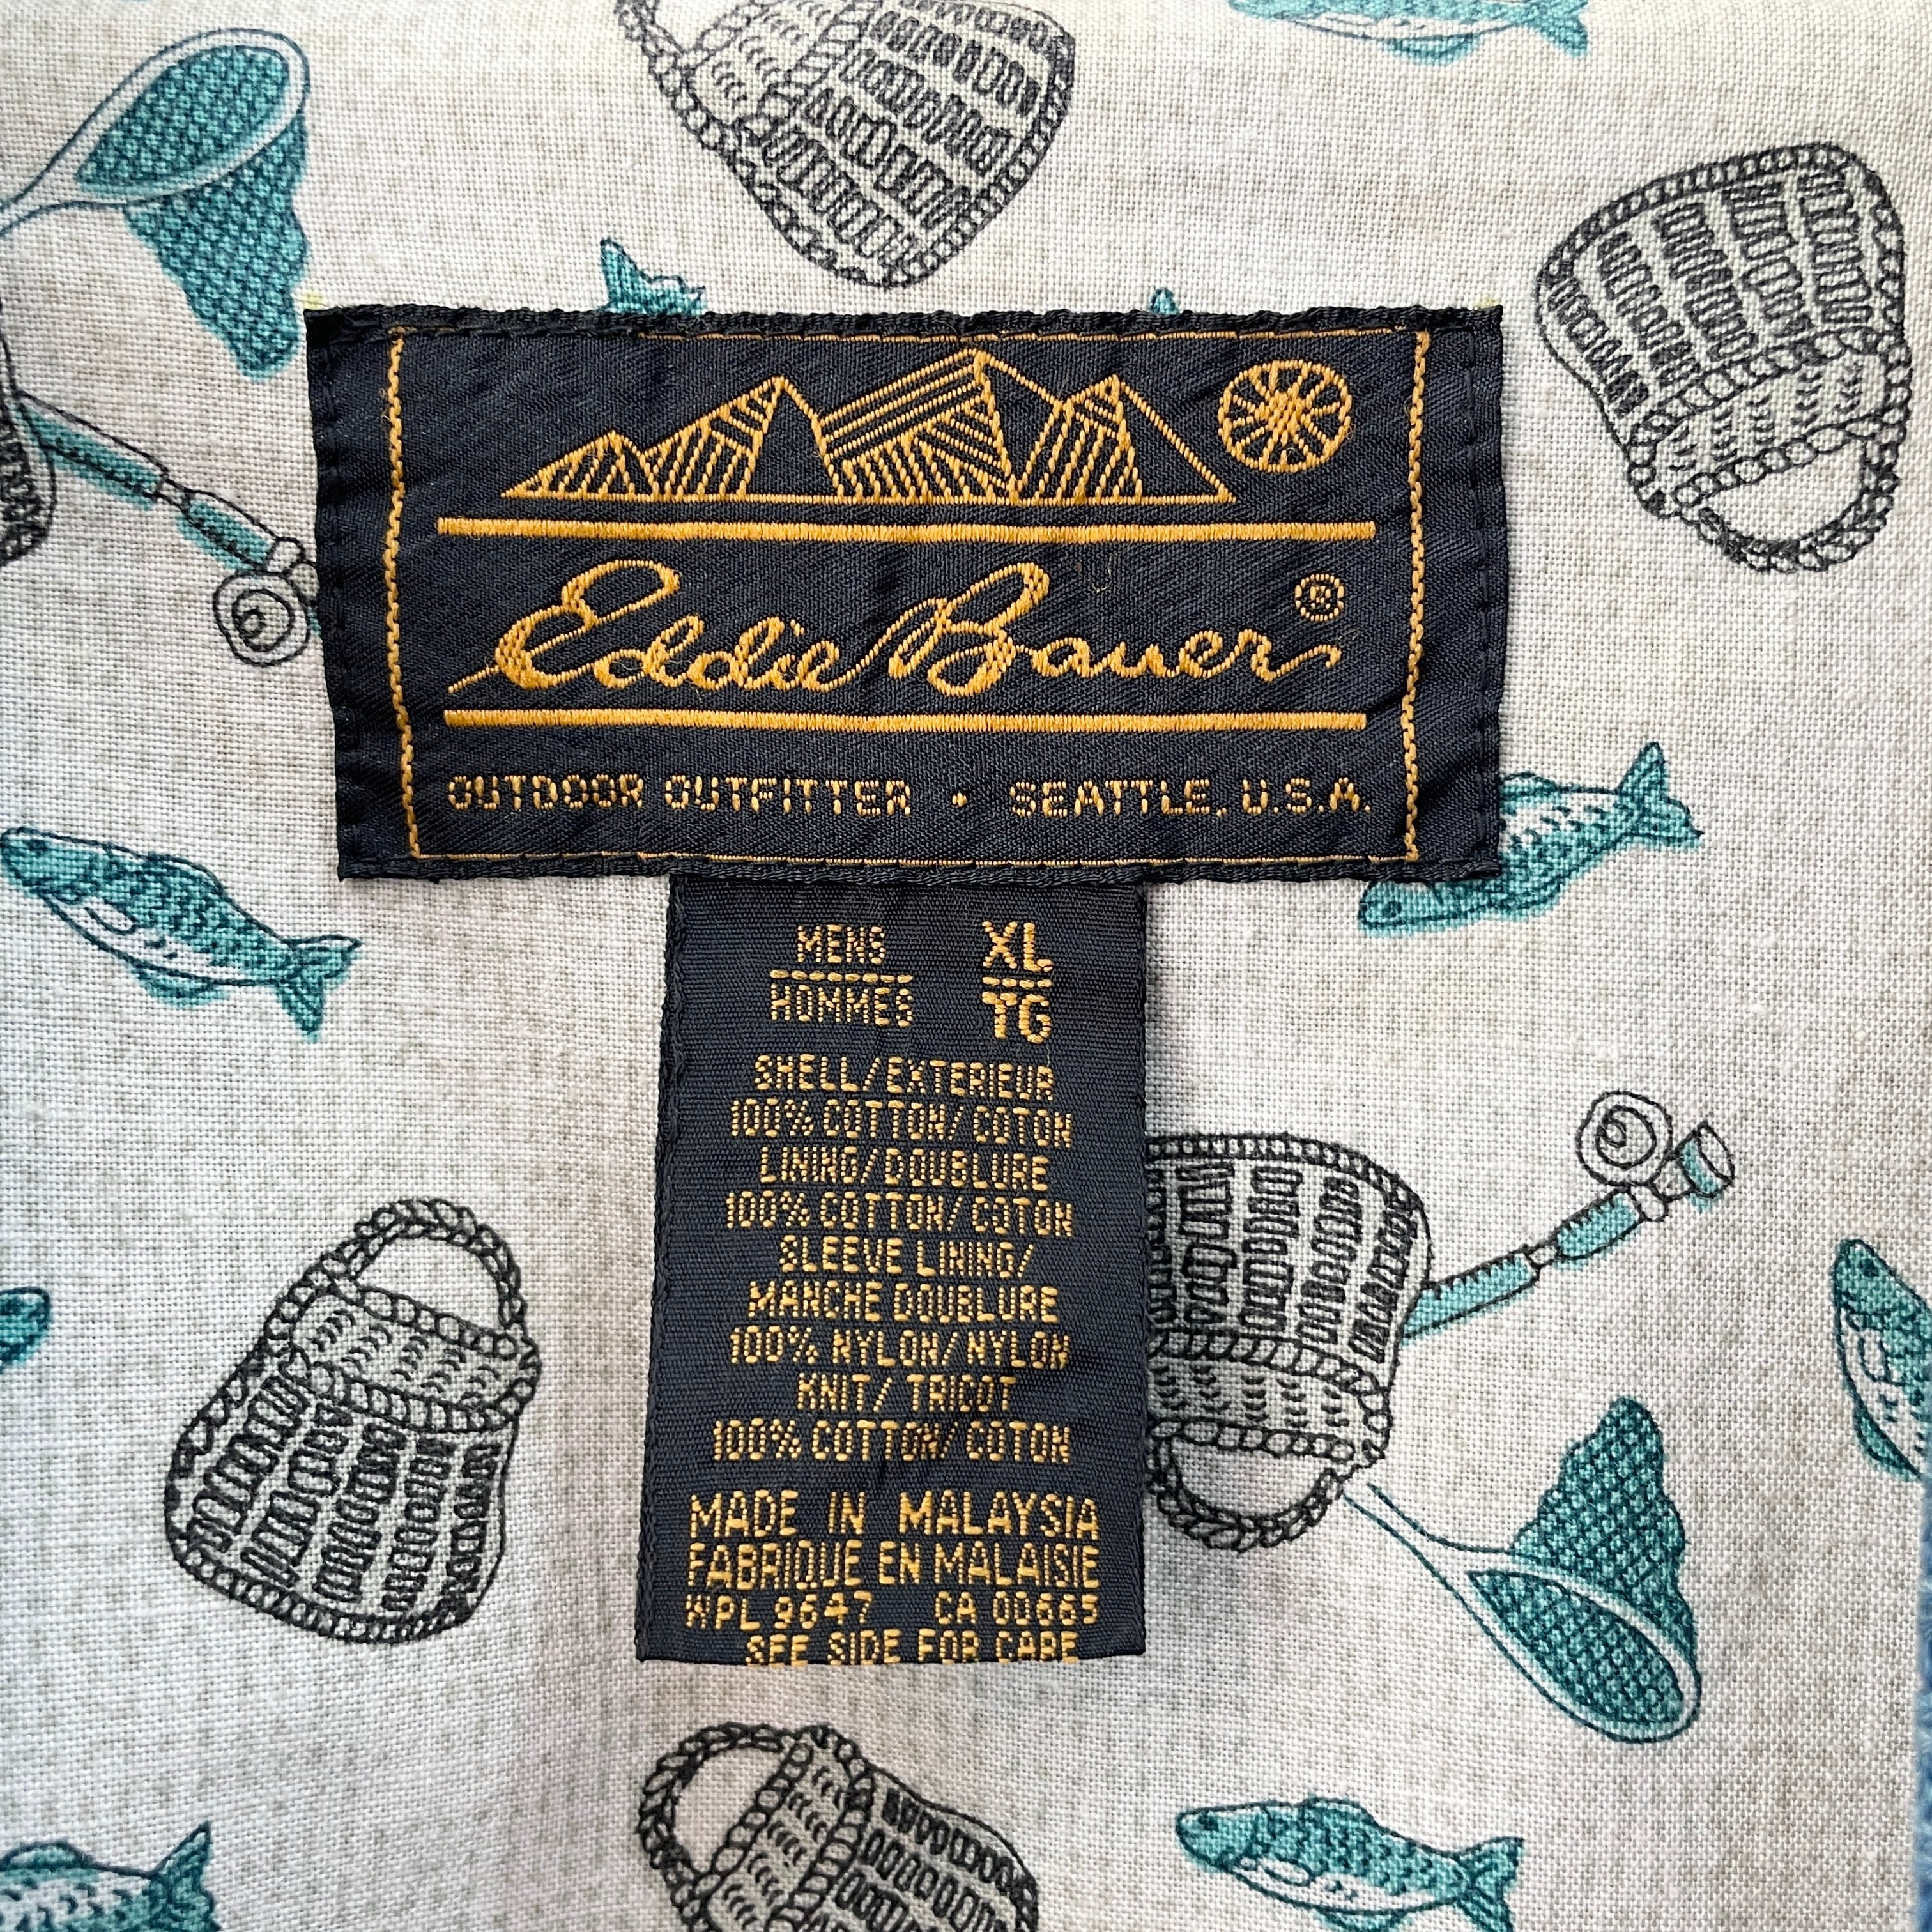 Eddie Bauer®
OUTDOOR OUTFITTER • SEATTLE, U.S.A.
MENS XL
HOMMES TG
SHELL/EXTERIEUR
100% COTTON/COTON
LINING/DOUBLURE
100% COTTON/COTON
SLEEVE LINING/
MANCHE DOUBLURE
100% NYLON/NYLON
KNIT/TRICOT
100% COTTON/COTON
MADE IN MALAYSIA
FABRIQUE EN MALAISIE
WPL 9647 CA 00665
SEE SIDE FOR CARE